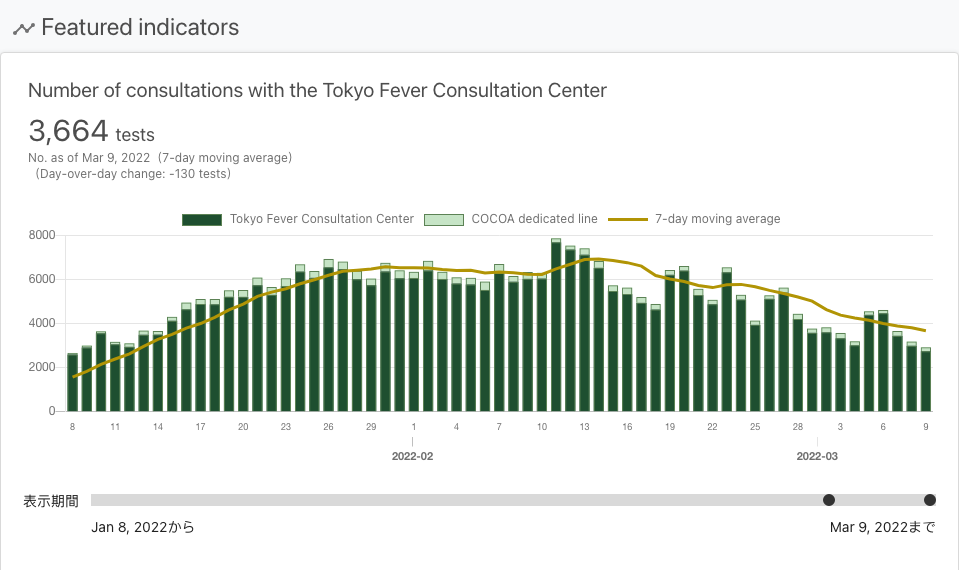 Featured indicators
Number of consultations with the Tokyo Fever Consultation Center
3,664 tests
No. as of Mar 9, 2022 (7-day moving average)
(Day-over-day change: -130 tests)
Tokyo Fever Consultation Center COCOA dedicated line 7-day moving average
8000
6000
4000
2000
0
8 11 14 17 20 23 26 29 1 4 7 10 13 16 19 22 25 28 3 6 9
2022-02 2022-03
表示期間
Jan 8, 2022から Mar 9, 2022まで